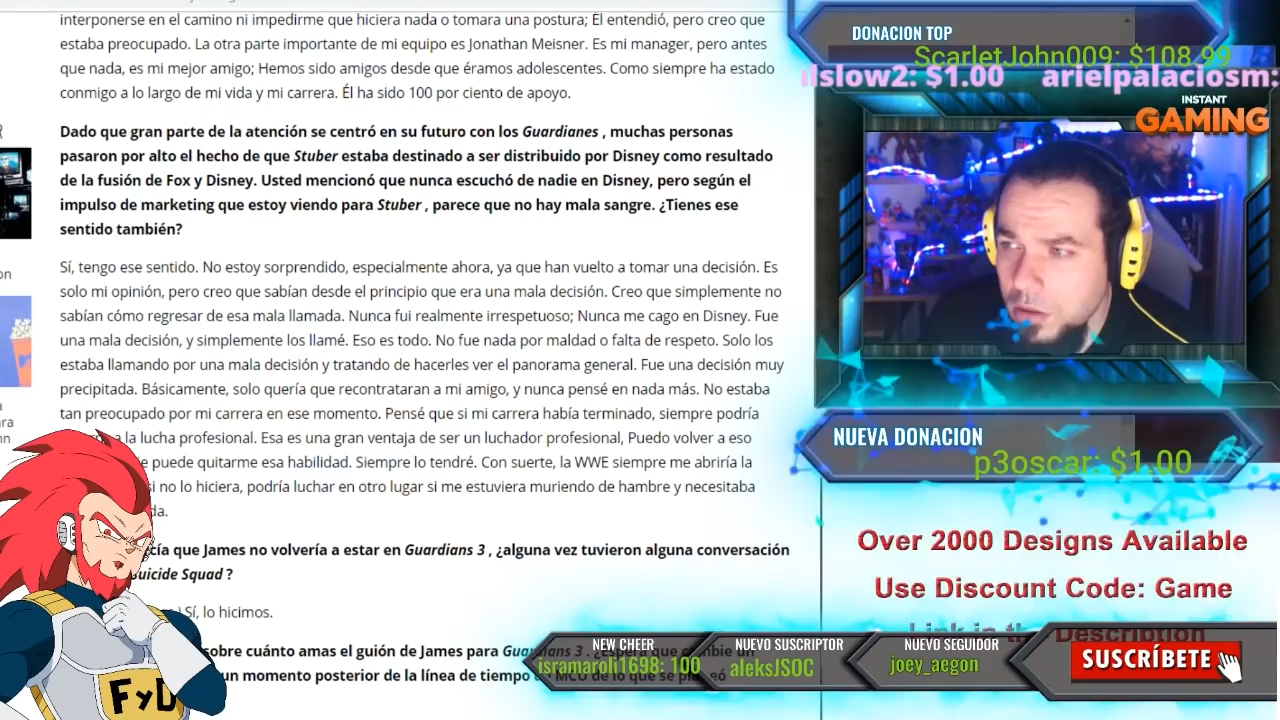 interponerse en el camino ni impedirme que hiciera nada o tomara una postura; Él entendió, pero creo que
estaba preocupado. La otra parte importante de mi equipo es Jonathan Meisner. Es mi manager, pero antes
que nada, es mi mejor amigo; Hemos sido amigos desde que éramos adolescentes. Como siempre ha estado
conmigo a lo largo de mi vida y mi carrera. Él ha sido 100 por ciento de apoyo.
Dado que gran parte de la atención se centró en su futuro con los Guardianes , muchas personas
pasaron por alto el hecho de que Stuber estaba destinado a ser distribuido por Disney como resultado
de la fusión de Fox y Disney. Usted mencionó que nunca escuchó de nadie en Disney, pero según el
impulso de marketing que estoy viendo para Stuber , parece que no hay mala sangre. ¿Tienes ese
sentido también?
Sí, tengo ese sentido. No estoy sorprendido, especialmente ahora, ya que han vuelto a tomar una decisión. Es
solo mi opinión, pero creo que sabían desde el principio que era una mala decisión. Creo que simplemente no
sabían cómo regresar de esa mala llamada. Nunca fui realmente irrespetuoso; Nunca me cago en Disney. Fue
una mala decisión, y simplemente los llamé. Eso es todo. No fue nada por maldad o falta de respeto. Solo los
estaba llamando por una mala decisión y tratando de hacerles ver el panorama general. Fue una decisión muy
precipitada. Básicamente, solo quería que recontrataran a mi amigo, y nunca pensé en nada más. No estaba
tan preocupado por mi carrera en ese momento. Pensé que si mi carrera había terminado, siempre podría
a la lucha profesional. Esa es una gran ventaja de ser un luchador profesional, Puedo volver a eso
e puede quitarme esa habilidad. Siempre lo tendré. Con suerte, la WWE siempre me abriría la
si no lo hiciera, podría luchar en otro lugar si me estuviera muriendo de hambre y necesitaba
da.
cía que James no volvería a estar en Guardians 3 , ¿alguna vez tuvieron alguna conversación
Suicide Squad ?
Sí, lo hicimos.
sobre cuánto amas el guión de James para
un momento posterior de la línea de tiempo MCU de lo que se
on
a
ra
n
FyD
DONACION TOP
ScarletJohn009: $108.99
slow2: $1.00 arielpalaciosm:
INSTANT
GAMING
NUEVA DONACION
p3oscar: $1.00
Over 2000 Designs Available
Use Discount Code: Game
Link in the Description
NEW CHEER
isramaroli1698: 100
NUEVO SUSCRIPTOR
aleksJSOC
NUEVO SEGUIDOR
joey_aegon
SUSCRÍBETE